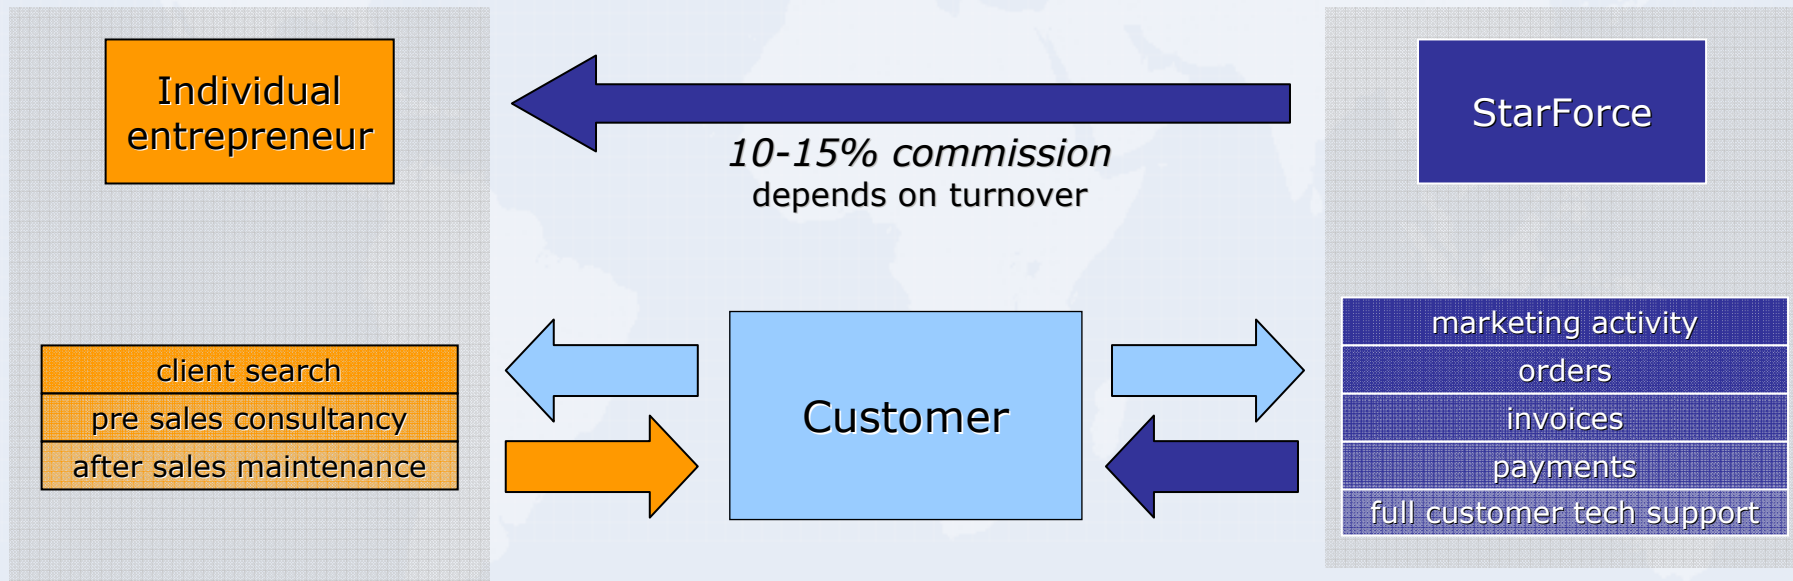 Individual
entrepreneur
10-15% commission
depends on turnover
StarForce
client search
pre sales consultancy
after sales maintenance
Customer
marketing activity
orders
invoices
payments
full customer tech support